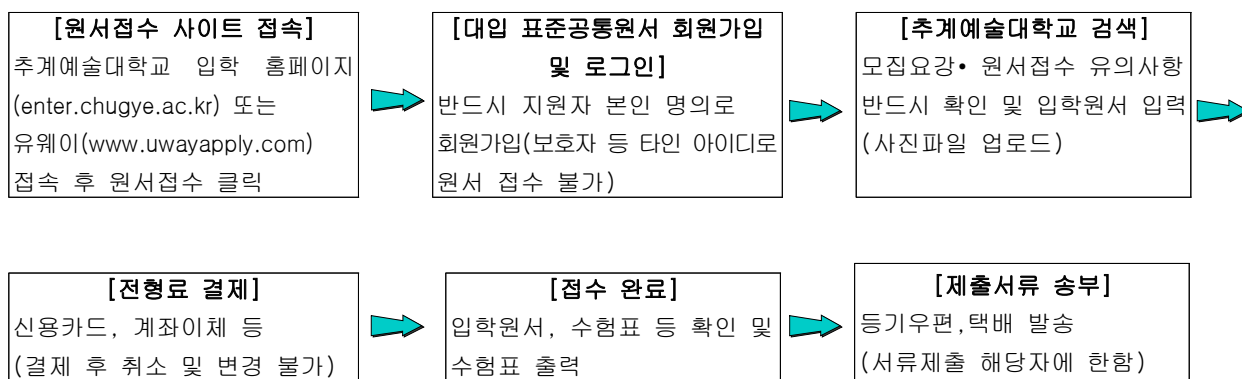 [원서접수 사이트 접속]
추계예술대학교 입학 홈페이지
(enter.chugye.ac.kr) 또는
유웨이(www.uwayapply.com)
접속 후 원서접수 클릭
[대입 표준공통원서 회원가입
및 로그인]
반드시 지원자 본인 명의로
회원가입(보호자 등 타인 아이디로
원서 접수 불가)
[추계예술대학교 검색]
모집요강• 원서접수 유의사항
반드시 확인 및 입학원서 입력
(사진파일 업로드)
[전형료 결제]
신용카드, 계좌이체 등
(결제 후 취소 및 변경 불가)
[접수 완료]
입학원서, 수험표 등 확인 및
수험표 출력
[제출서류 송부]
등기우편,택배 발송
(서류제출 해당자에 한함)